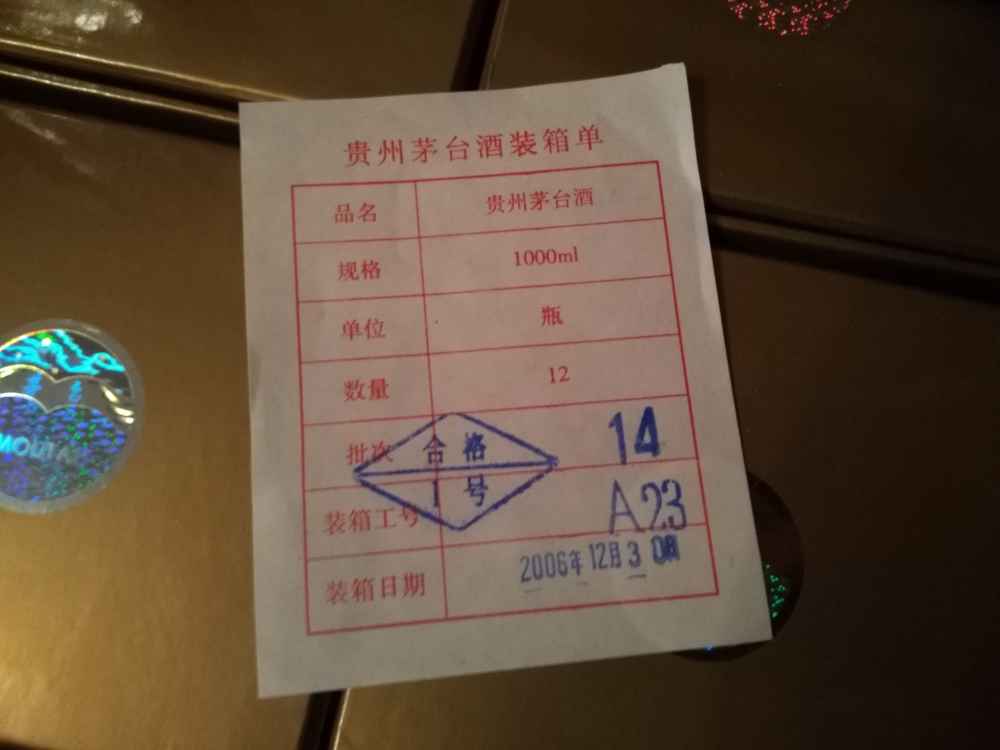 贵州茅台酒装箱单
品名 贵州茅台酒
规格 1000ml
单位 瓶
数量 12
批次 14
合格
1号
装箱工号 A23
装箱日期 2006年12月3
MOUTA